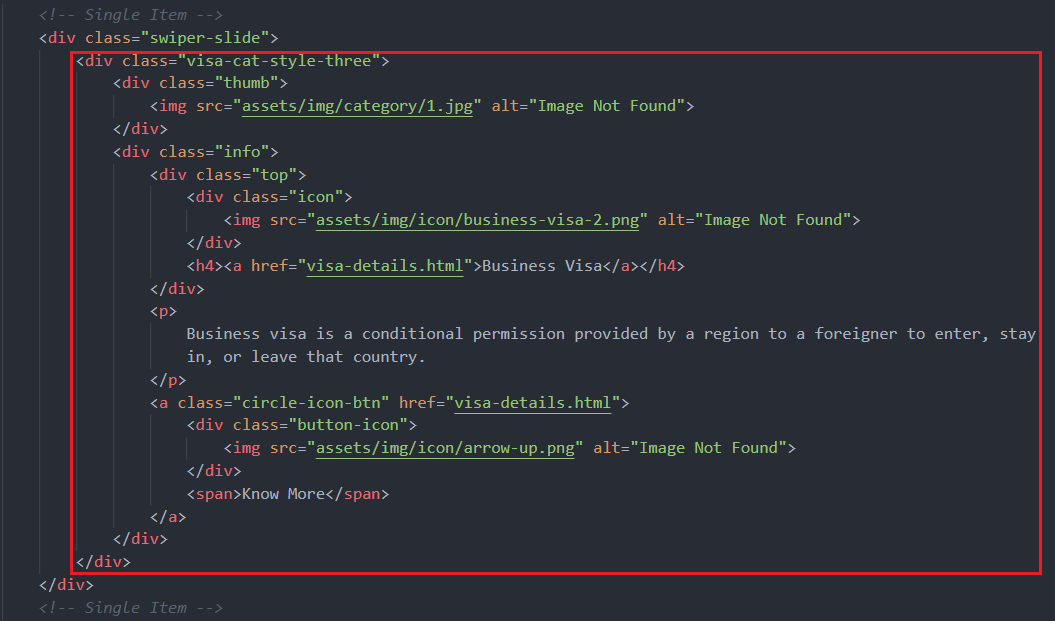 <!-- Single Item -->
<div class="swiper-slide">
<div class="visa-cat-style-three">
<div class="thumb">
<img src="assets/img/category/1.jpg" alt="Image Not Found">
</div>
<div class="info">
<div class="top">
<div class="icon">
<img src="assets/img/icon/business-visa-2.png" alt="Image Not Found">
</div>
<h4><a href="visa-details.html">Business Visa</a></h4>
</div>
<p>
Business visa is a conditional permission provided by a region to a foreigner to enter, stay
in, or leave that country.
</p>
<a class="circle-icon-btn" href="visa-details.html">
<div class="button-icon">
<img src="assets/img/icon/arrow-up.png" alt="Image Not Found">
</div>
<span>Know More</span>
</a>
</div>
</div>
</div>
<!-- Single Item -->